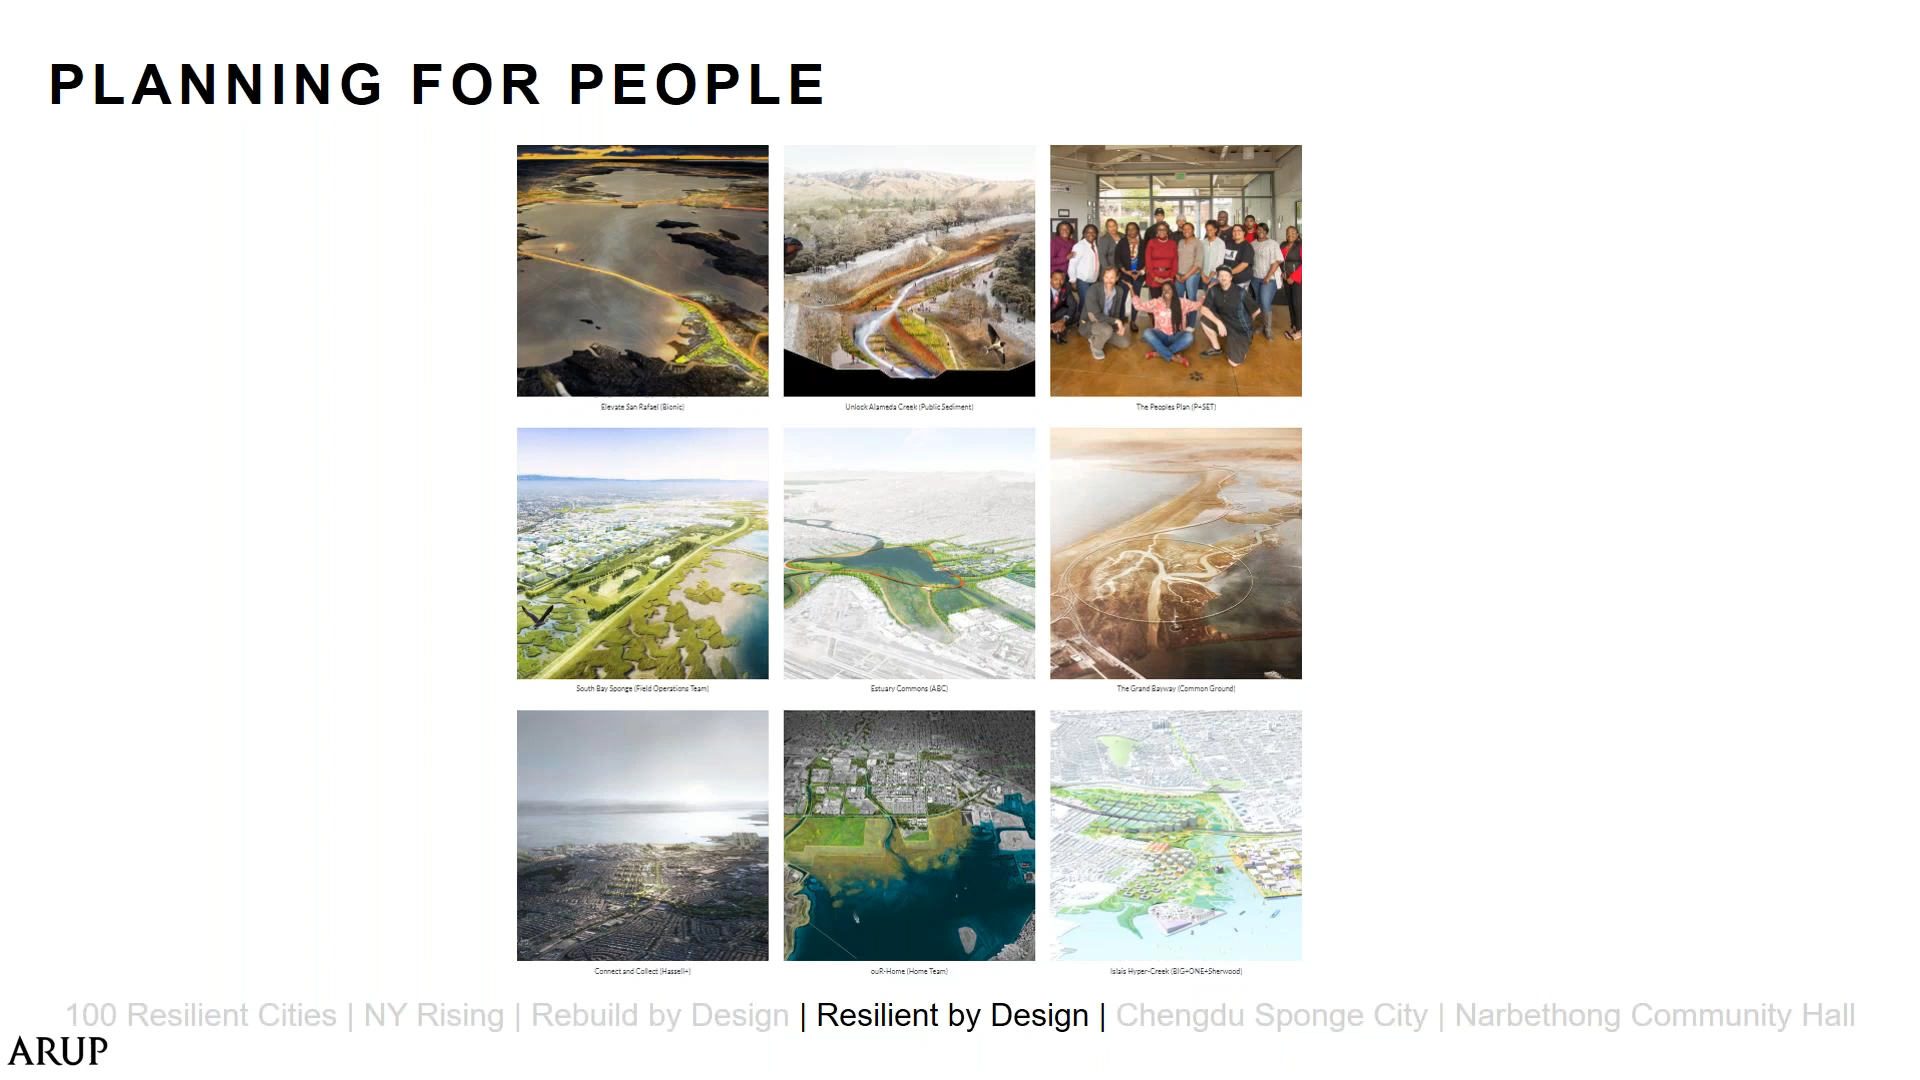 PLANNING FOR PEOPLE
Elevate San Rafael (Bionic)
Unlock Alameda Creek (Public Sediment)
The Peoples Plan (P+SET)
South Bay Sponge (Field Operations Team)
Estuary Commons (ABC)
The Grand Bayway (Common Ground)
Connect and Collect (Hassell+)
ouR-Home (Home Team)
Islais Hyper-Creek (BIG+ONE+Sherwood)
100 Resilient Cities | NY Rising | Rebuild by Design | Resilient by Design | Chengdu Sponge City | Narbethong Community Hall
ARUP